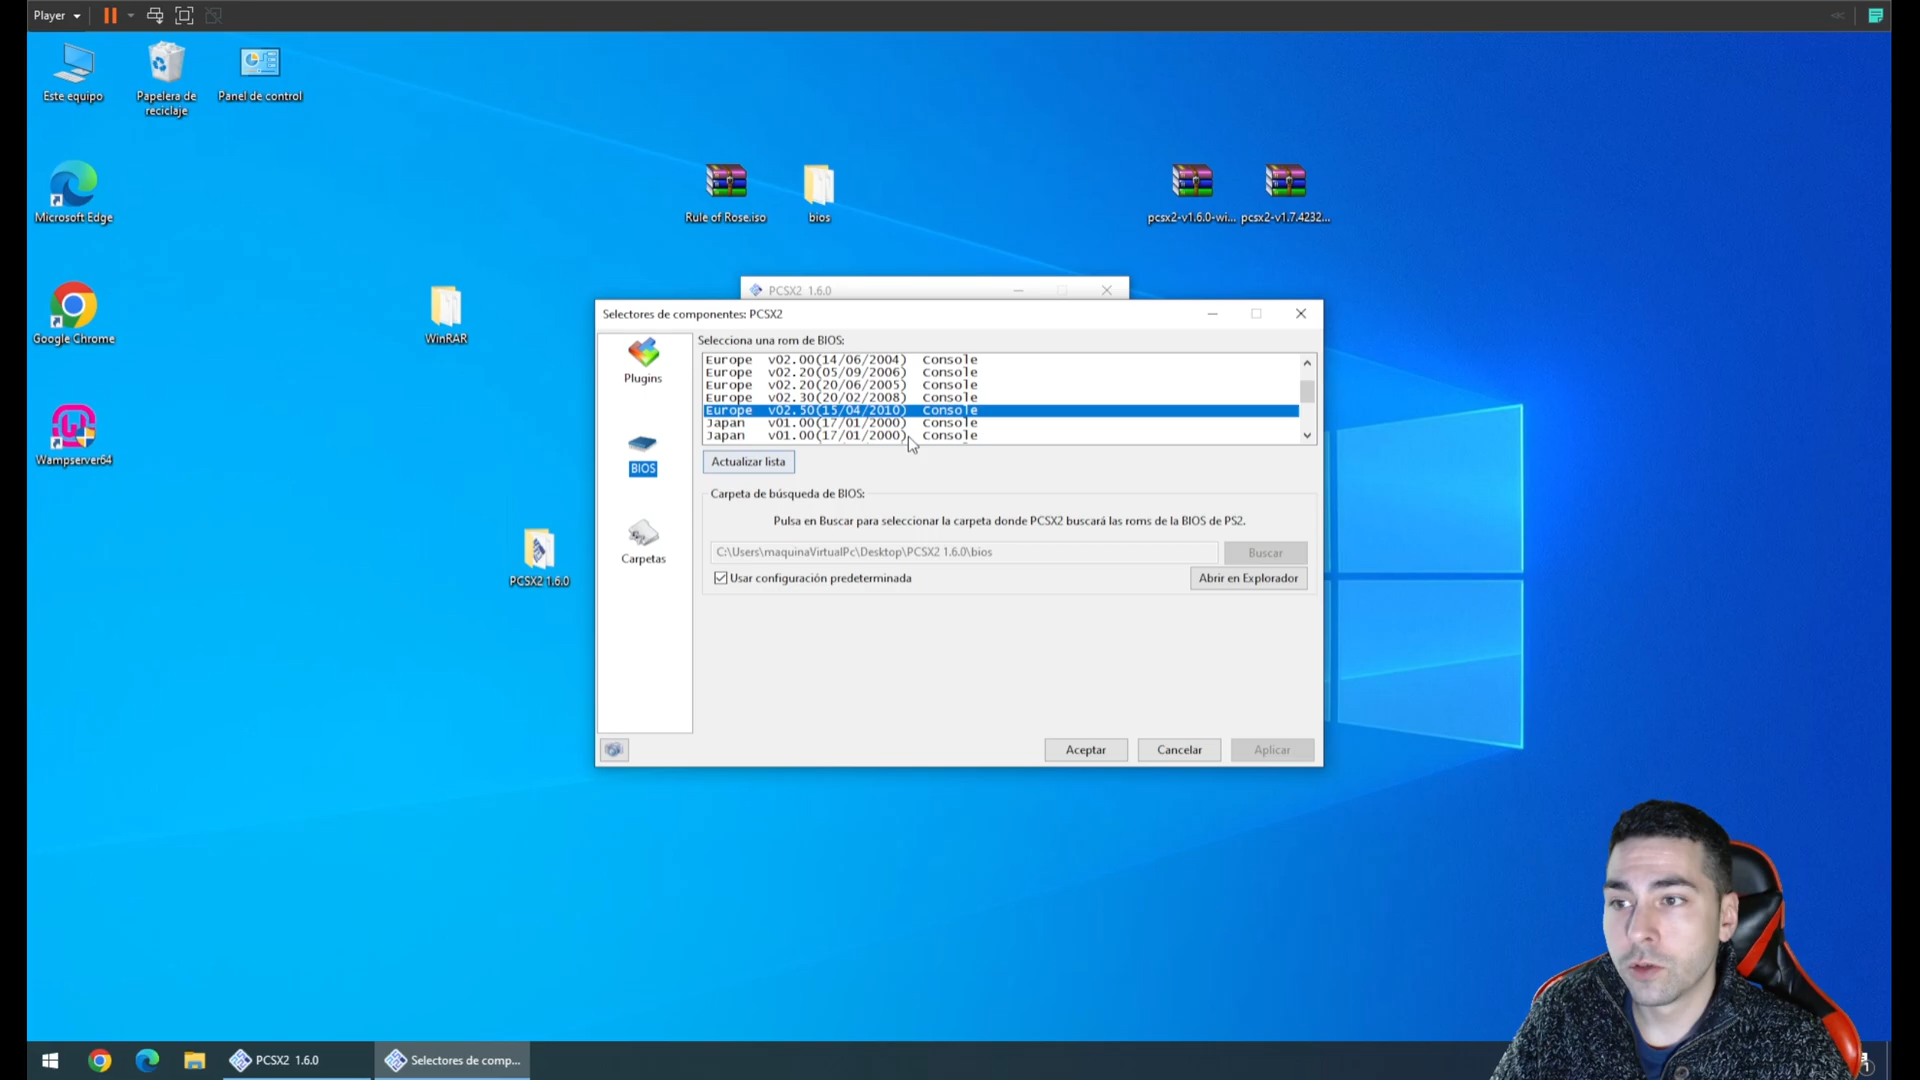 Player
Este equipo
Papelera de
reciclaje
Panel de control
Microsoft Edge
Rule of Rose.iso
bios
pcsx2-v1.6.0-wi...
pcsx2-v1.7.4232...
Google Chrome
WinRAR
Wampserver64
PCSX2 1.6.0
PCSX2 1.6.0
Selectores de componentes: PCSX2
Plugins
BIOS
Carpetas
Selecciona una rom de BIOS:
Europe v02.00(14/06/2004) Console
Europe v02.20(05/09/2006) Console
Europe v02.20(20/06/2005) Console
Europe v02.30(20/02/2008) Console
Europe v02.50(15/04/2010) Console
Japan v01.00(17/01/2000) Console
Japan v01.00(17/01/2000) Console
Actualizar lista
Carpeta de búsqueda de BIOS:
Pulsa en Buscar para seleccionar la carpeta donde PCSX2 buscará las roms de la BIOS de PS2.
C:\Users\maquinaVirtualPc\Desktop\PCSX2 1.6.0\bios
Buscar
Usar configuración predeterminada
Abrir en Explorador
Aceptar
Cancelar
Aplicar
PCSX2 1.6.0
Selectores de comp...
1